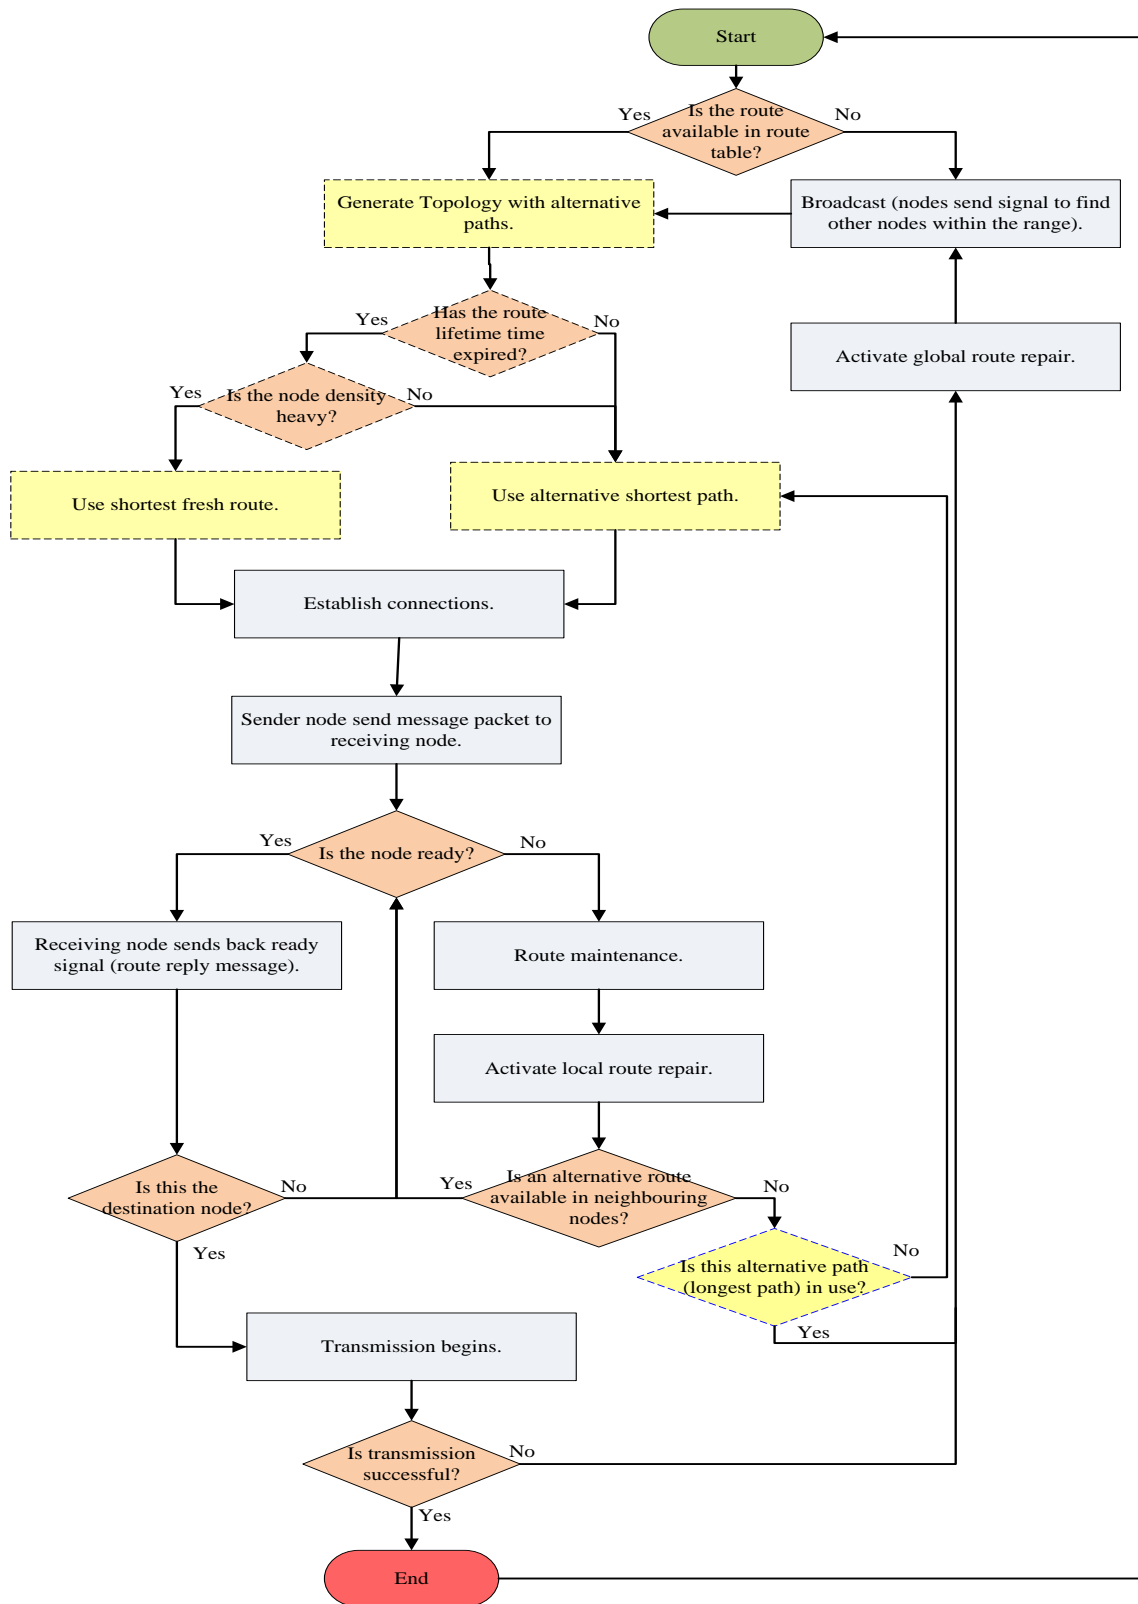 Start
Yes
Is the route
available in route
table?
No
Generate Topology with alternative
paths.
Broadcast (nodes send signal to find
other nodes within the range).
Yes
Has the route
lifetime time
expired?
No
Activate global route repair.
Yes
Is the node density
heavy?
No
Use shortest fresh route.
Use alternative shortest path.
Establish connections.
Sender node send message packet to
receiving node.
Yes
Is the node ready?
No
Receiving node sends back ready
signal (route reply message).
Route maintenance.
Activate local route repair.
Is this the
destination node?
No
Yes
Yes
Is an alternative route
available in neighbouring
nodes?
No
Is this alternative path
(longest path) in use?
No
Yes
Transmission begins.
Is transmission
successful?
No
Yes
End